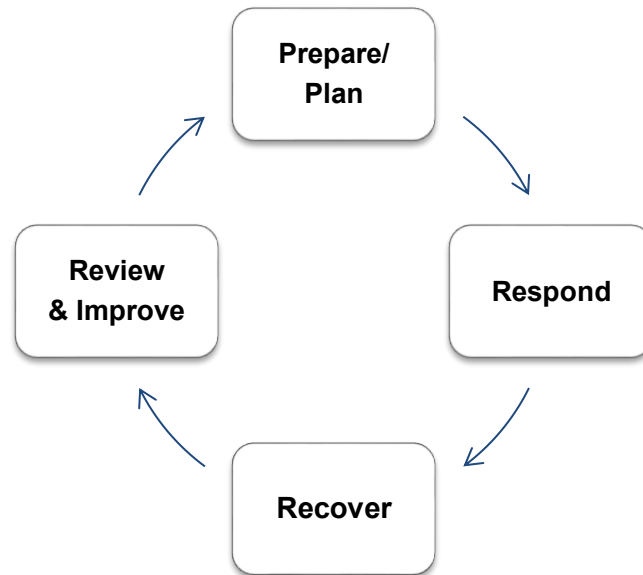 Prepare/
Plan
Respond
Recover
Review
& Improve